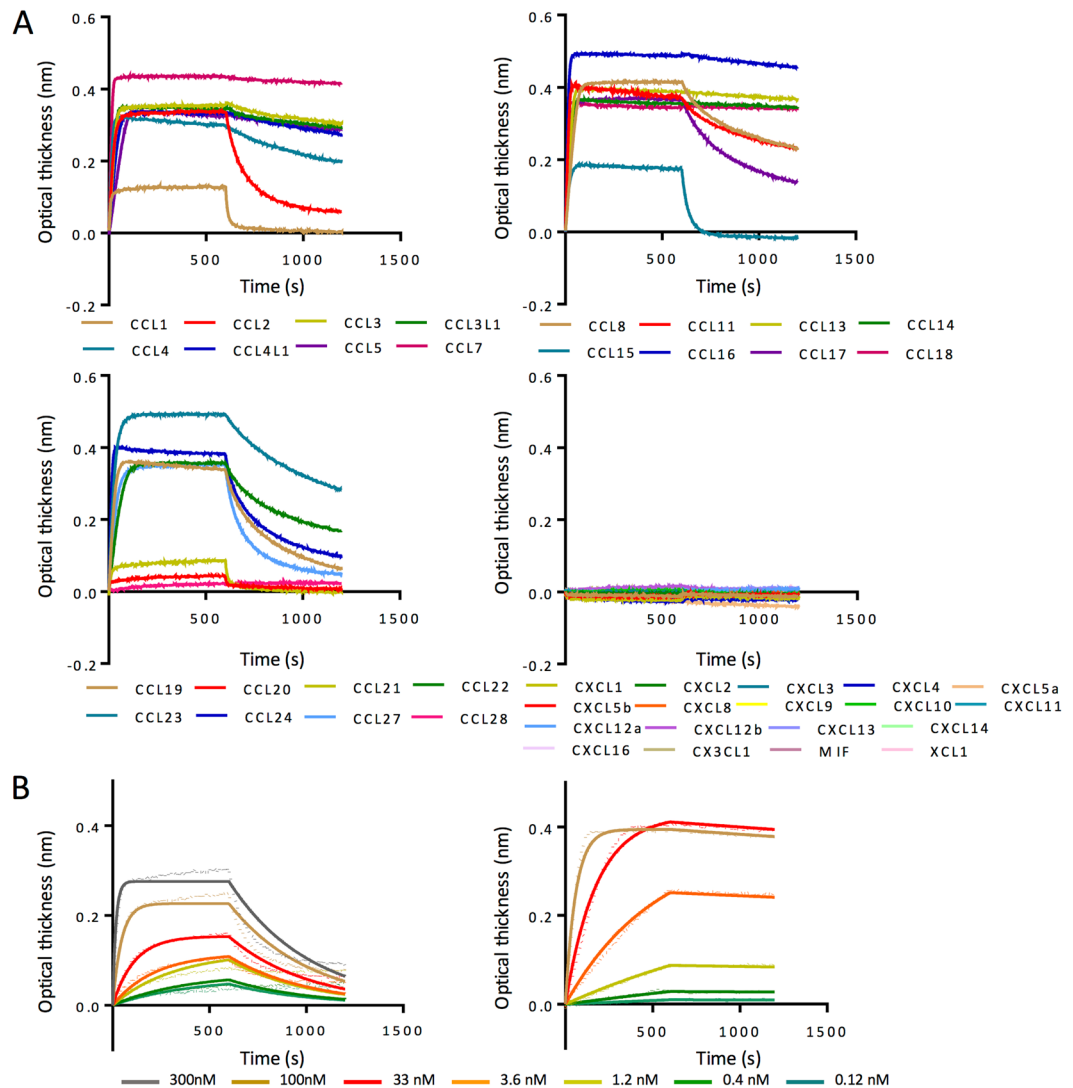 A
Optical thickness (nm)
0.6
0.4
0.2
0.0
-0.2
500
1000
1500
Time (s)
CCL1 CCL2 CCL3 CCL3L1
CCL4 CCL4L1 CCL5 CCL7
Optical thickness (nm)
0.6
0.4
0.2
0.0
-0.2
500
1000
1500
Time (s)
CCL8 CCL11 CCL13 CCL14
CCL15 CCL16 CCL17 CCL18
Optical thickness (nm)
0.6
0.4
0.2
0.0
-0.2
500
1000
1500
Time (s)
CCL19 CCL20 CCL21 CCL22
CCL23 CCL24 CCL27 CCL28
Optical thickness (nm)
0.6
0.4
0.2
0.0
-0.2
500
1000
1500
Time (s)
CXCL1 CXCL2 CXCL3 CXCL4 CXCL5a
CXCL5b CXCL8 CXCL9 CXCL10 CXCL11
CXCL12a CXCL12b CXCL13 CXCL14
CXCL16 CX3CL1 MIF XCL1
B
Optical thickness (nm)
0.4
0.2
0.0
500
1000
1500
Time (s)
Optical thickness (nm)
0.4
0.2
0.0
500
1000
1500
Time (s)
300nM 100nM 33 nM 3.6 nM 1.2 nM 0.4 nM 0.12 nM